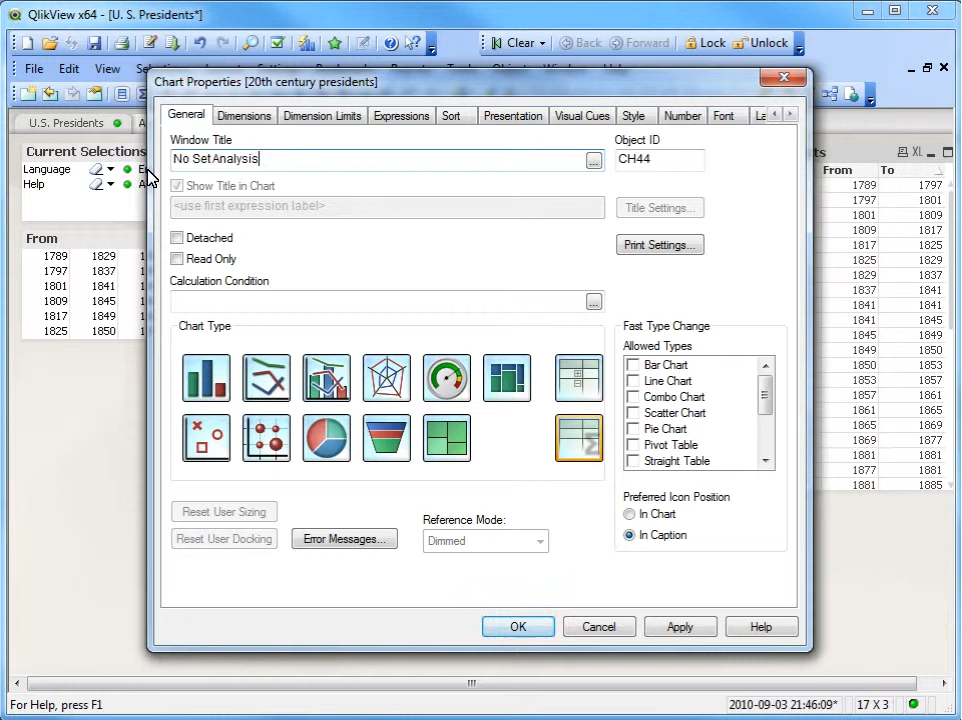 QlikView x64 - [U. S. Presidents*]
Clear Back Forward Lock Unlock
File Edit View
Chart Properties [20th century presidents]
General Dimensions Dimension Limits Expressions Sort Presentation Visual Cues Style Number Font La
U.S. Presidents
Window Title
No Set Analysis
...
Object ID
CH44
Show Title in Chart
<use first expression label>
Title Settings...
Detached
Read Only
Print Settings...
Calculation Condition
...
Chart Type
Fast Type Change
Allowed Types
Bar Chart
Line Chart
Combo Chart
Scatter Chart
Pie Chart
Pivot Table
Straight Table
Preferred Icon Position
In Chart
In Caption
Reset User Sizing
Reset User Docking
Error Messages...
Reference Mode:
Dimmed
OK Cancel Apply Help
Current Selections
Language
Help
From
1789 1829
1797 1837
1801 1841
1809 1845
1817 1849
1825 1850
XL
From To
1789 1797
1797 1801
1801 1809
1809 1817
1817 1825
1825 1829
1829 1837
1837 1841
1841 1841
1841 1845
1845 1849
1849 1850
1850 1853
1853 1857
1857 1861
1861 1865
1865 1869
1869 1877
1881 1881
1877 1881
1881 1885
For Help, press F1
2010-09-03 21:46:09*
17 X 3